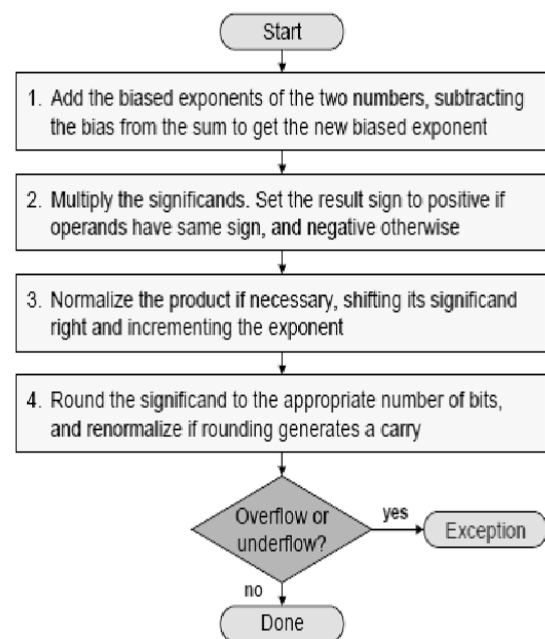 Start
1. Add the biased exponents of the two numbers, subtracting
the bias from the sum to get the new biased exponent
2. Multiply the significands. Set the result sign to positive if
operands have same sign, and negative otherwise
3. Normalize the product if necessary, shifting its significand
right and incrementing the exponent
4. Round the significand to the appropriate number of bits,
and renormalize if rounding generates a carry
Overflow or
underflow?
yes
Exception
no
Done